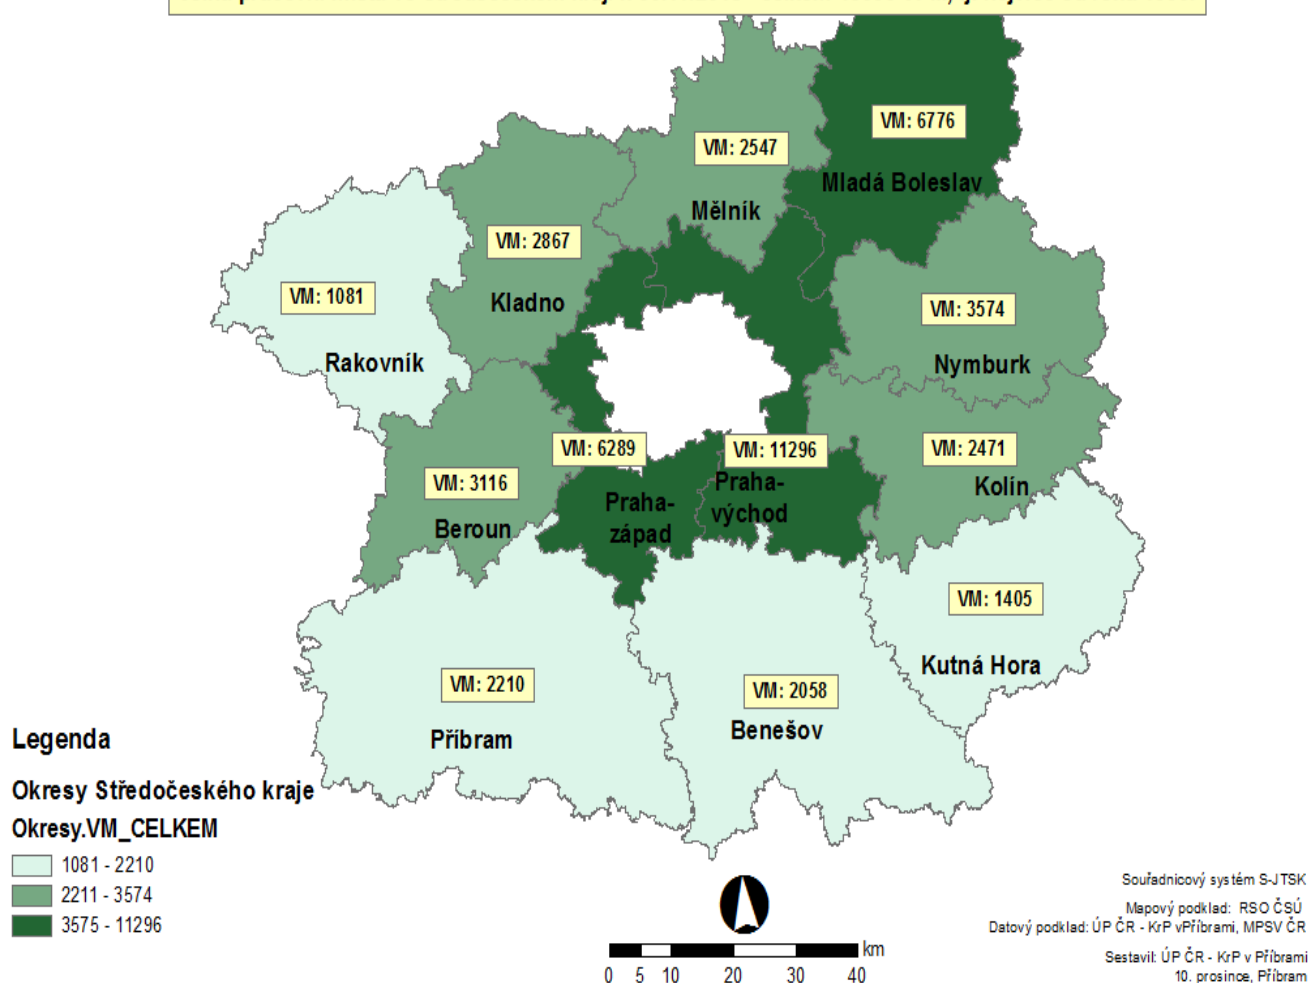 VM: 6776
VM: 2547
Mladá Boleslav
Mělník
VM: 2867
VM: 1081
Kladno
VM: 3574
Rakovník
Nymburk
VM: 6289
VM: 11296
VM: 2471
VM: 3116
Praha-
východ
Kolín
Praha-
západ
Beroun
VM: 1405
Kutná Hora
VM: 2210
VM: 2058
Příbram
Benešov
Legenda
Okresy Středočeského kraje
Okresy.VM_CELKEM
1081 - 2210
2211 - 3574
3575 - 11296
km
0 5 10 20 30 40
Souřadnicový systém S-JTSK
Mapový podklad: RSO ČSÚ
Datový podklad: ÚP ČR - KrP vPříbrami, MPSV ČR
Sestavil: ÚP ČR - KrP v Příbrami
10. prosince, Příbram